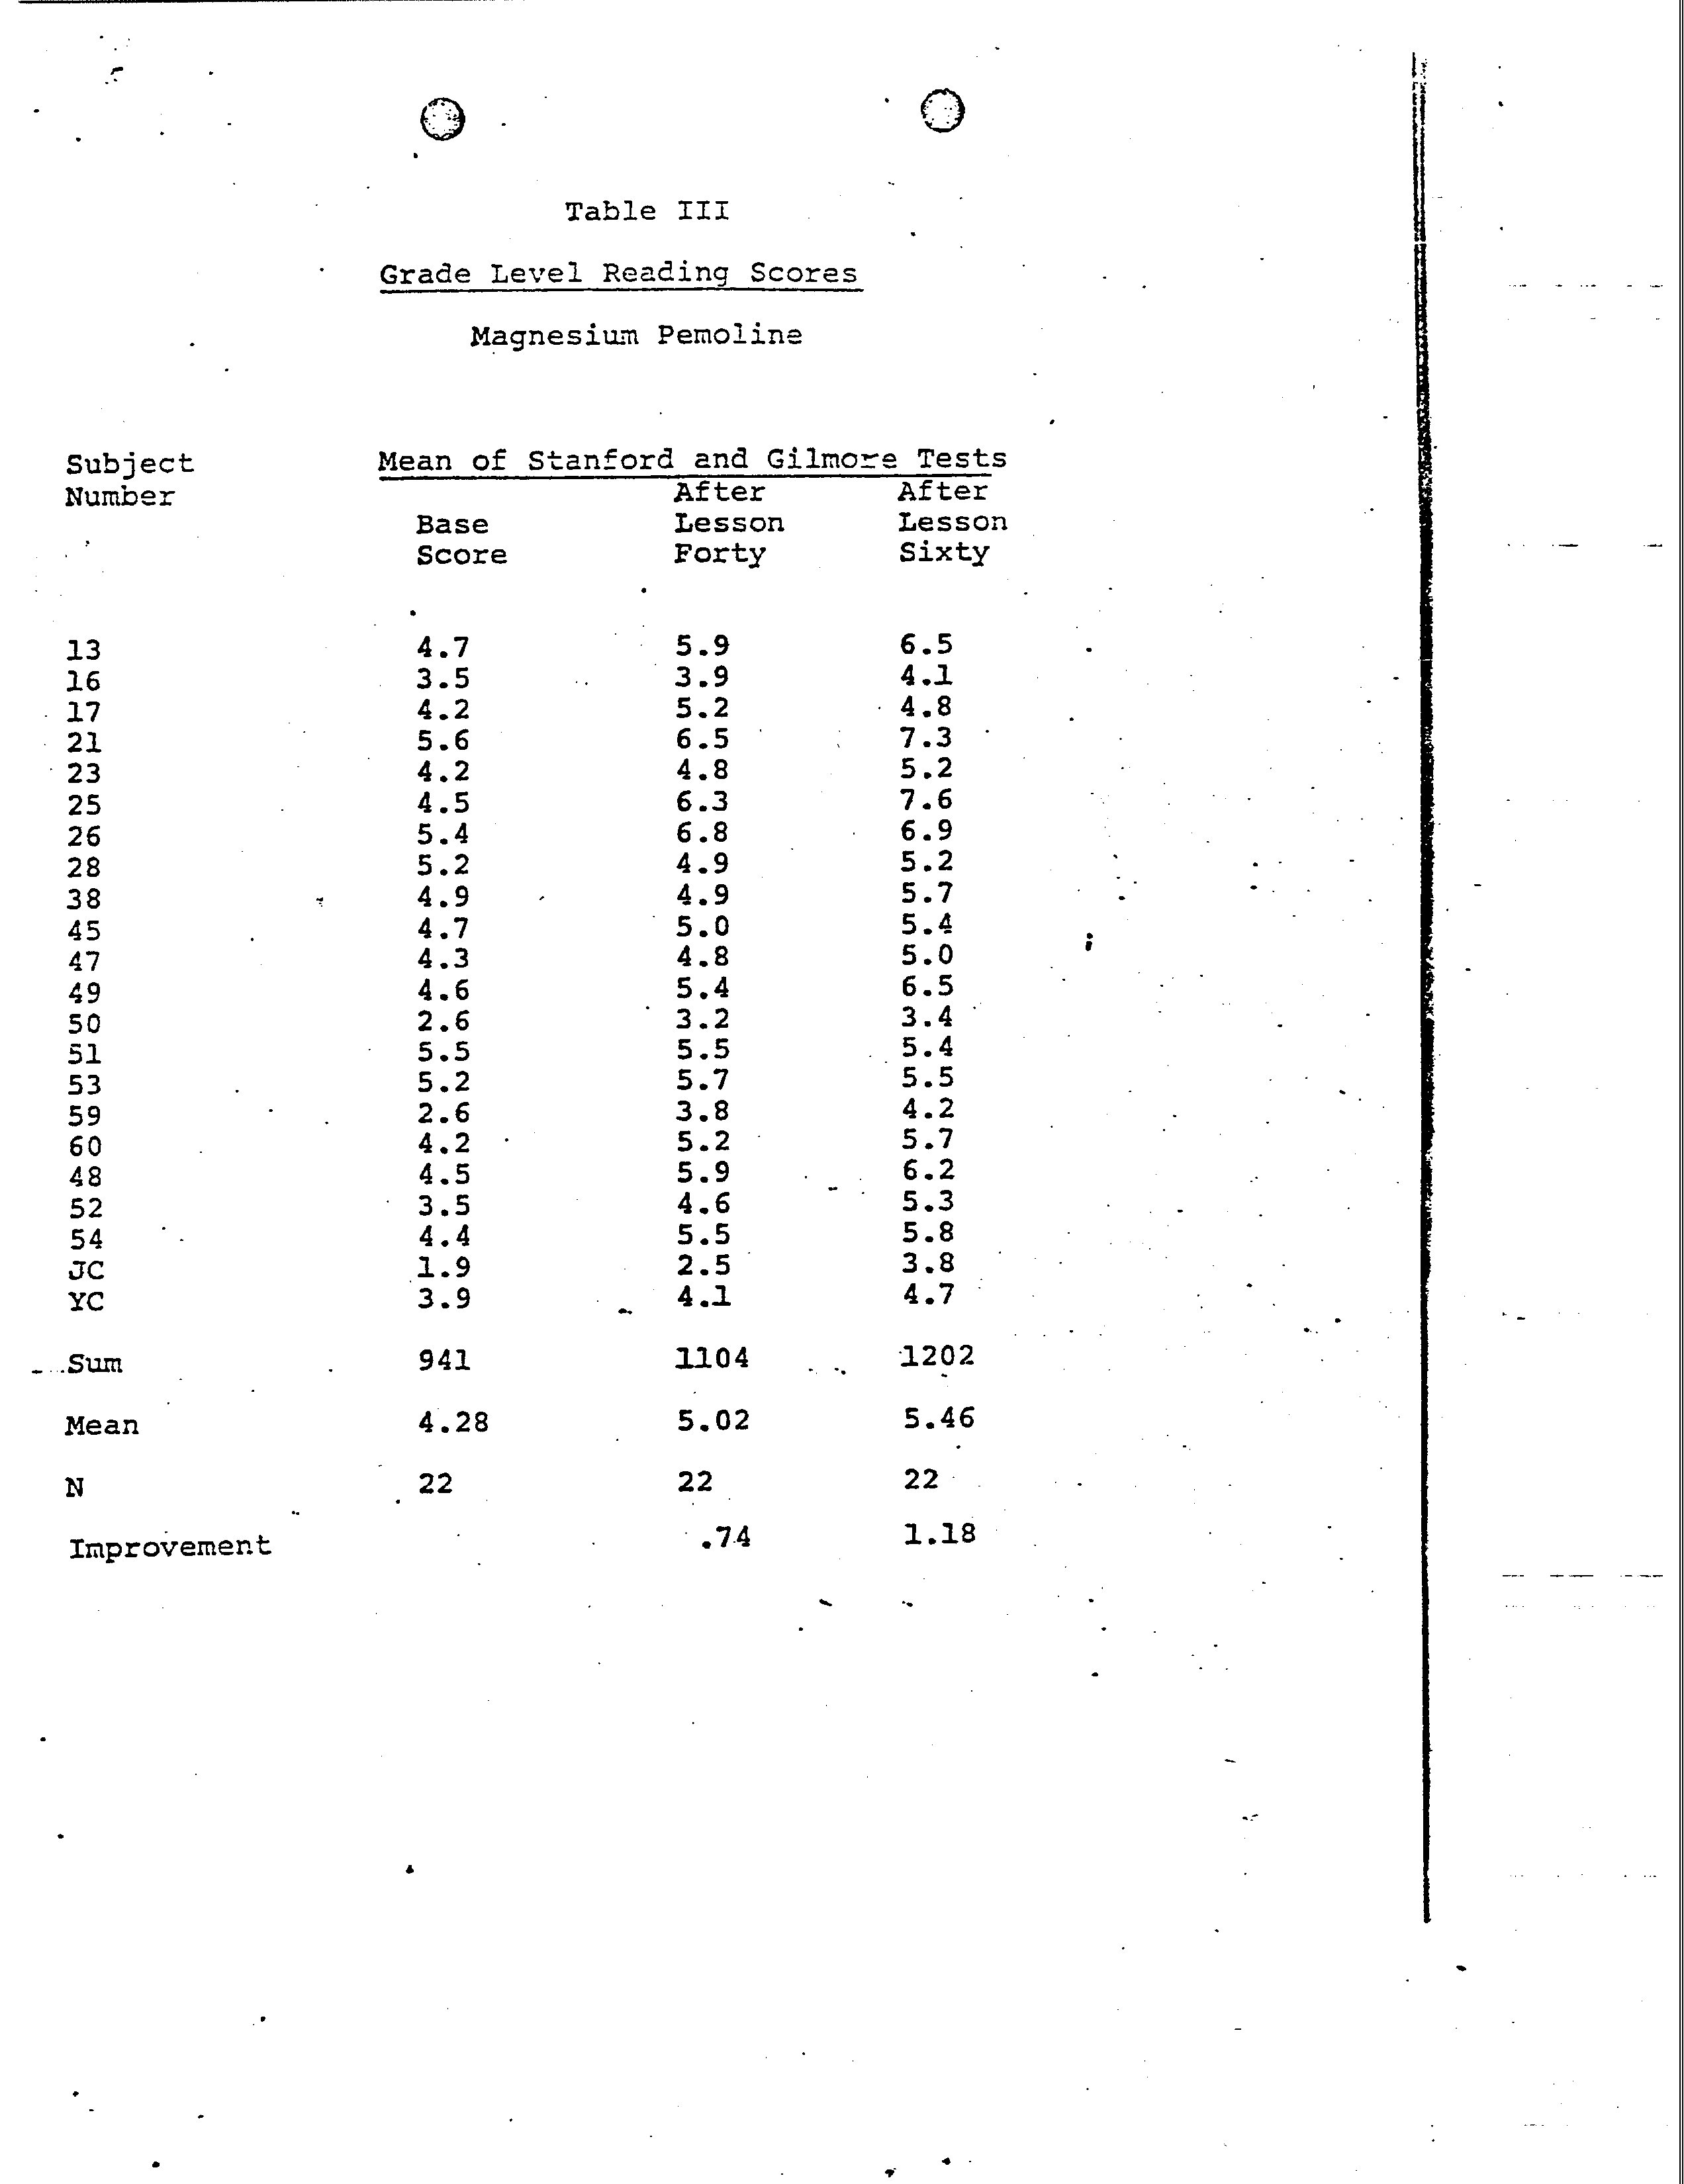 Table III
Grade Level Reading Scores
Magnesium Pemoline
Subject Mean of Stanford and Gilmore Tests
Number After After
Base Lesson Lesson
Score Forty Sixty
13 4.7 5.9 6.5
16 3.5 3.9 4.1
17 4.2 5.2 4.8
21 5.6 6.5 7.3
23 4.2 4.8 5.2
25 4.5 6.3 7.6
26 5.4 6.8 6.9
28 5.2 4.9 5.2
38 4.9 4.9 5.7
45 4.7 5.0 5.4
47 4.3 4.8 5.0
49 4.6 5.4 6.5
50 2.6 3.2 3.4
51 5.5 5.5 5.4
53 5.2 5.7 5.5
59 2.6 3.8 4.2
60 4.2 5.2 5.7
48 4.5 5.9 6.2
52 3.5 4.6 5.3
54 4.4 5.5 5.8
JC 1.9 2.5 3.8
YC 3.9 4.1 4.7
Sum 941 1104 1202
Mean 4.28 5.02 5.46
N 22 22 22
Improvement .74 1.18